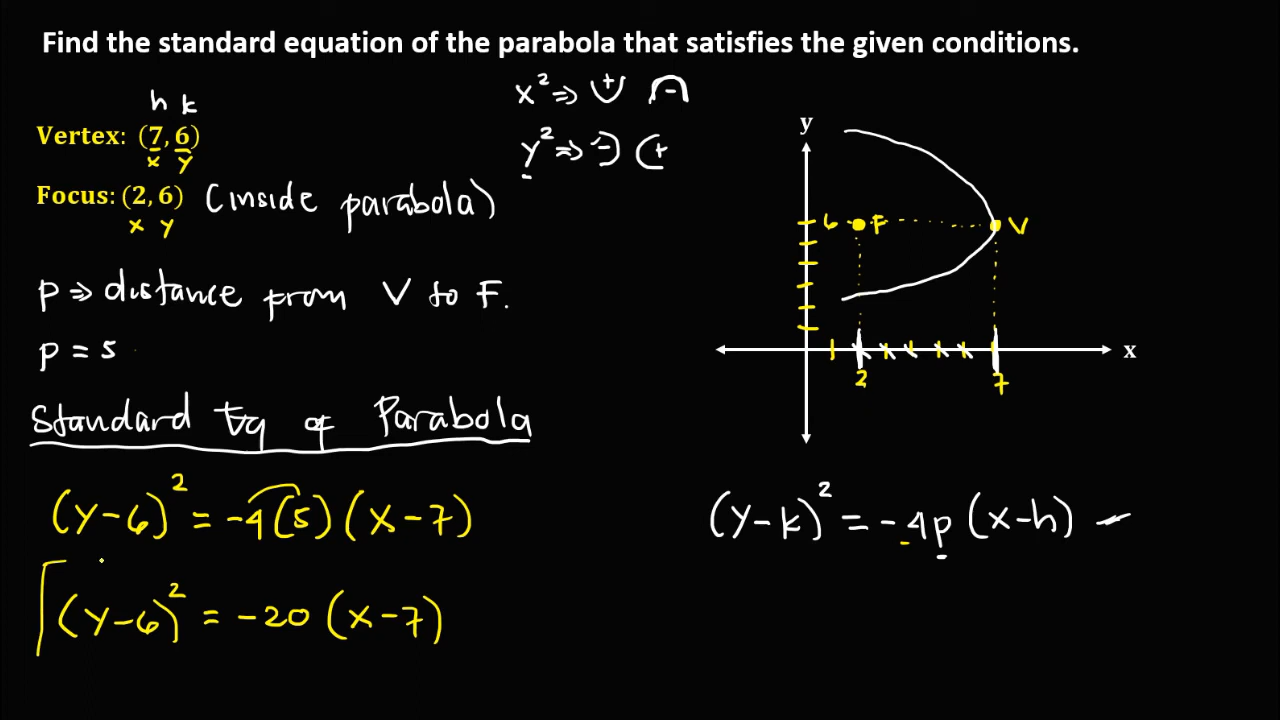 Find the standard equation of the parabola that satisfies the given conditions.
h k
Vertex: (7, 6)
x y
Focus: (2, 6) (inside parabola)
x y
x² ⇒ + -
y² ⇒ - +
p ⇒ distance from V to F.
p = 5
Standard Eq of Parabola
(y-6)² = -4(5)(x-7)
(y-6)² = -20(x-7)
y
6 F V
x
2 7
(y-k)² = -4p(x-h)